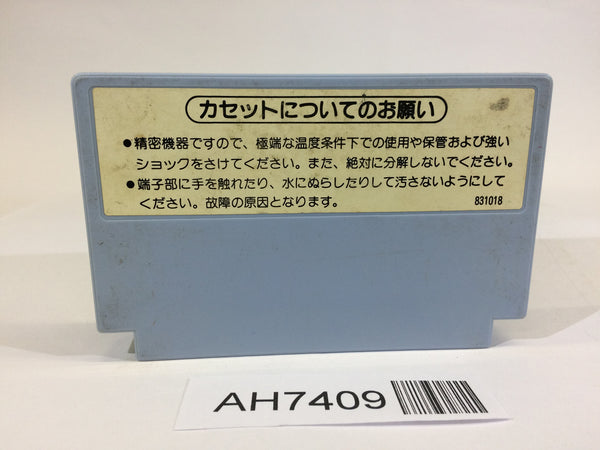 カセットについてのお願い
●精密機器ですので、極端な温度条件下での使用や保管および強い
ショックをさけてください。また、絶対に分解しないでください。
●端子部に手を触れたり、水にぬらしたりして汚さないようにして
ください。故障の原因となります。
831018
AH7409